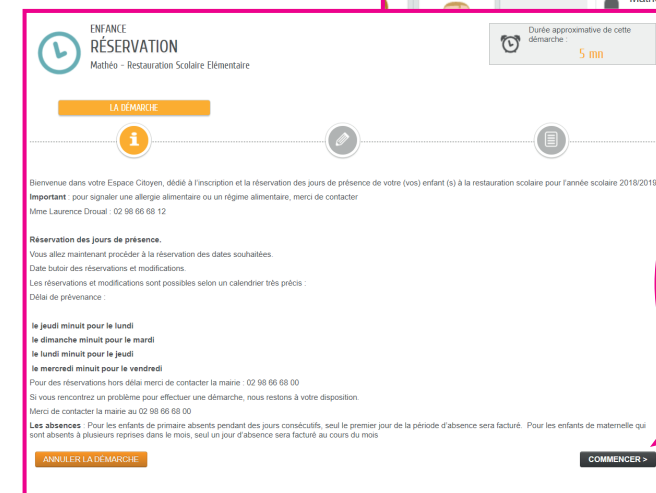 ENFANCE
RÉSERVATION
Mathéo - Restauration Scolaire Elémentaire
Durée approximative de cette
démarche :
5 mn
LA DÉMARCHE
Bienvenue dans votre Espace Citoyen, dédié à l'inscription et la réservation des jours de présence de votre (vos) enfant (s) à la restauration scolaire pour l'année scolaire 2018/2019
Important : pour signaler une allergie alimentaire ou un régime alimentaire, merci de contacter
Mme Laurence Droual : 02 98 66 68 12
Réservation des jours de présence.
Vous allez maintenant procéder à la réservation des dates souhaitées.
Date butoir des réservations et modifications.
Les réservations et modifications sont possibles selon un calendrier très précis :
Délai de prévenance :
le jeudi minuit pour le lundi
le dimanche minuit pour le mardi
le lundi minuit pour le jeudi
le mercredi minuit pour le vendredi
Pour des réservations hors délai merci de contacter la mairie : 02 98 66 68 00
Si vous rencontrez un problème pour effectuer une démarche, nous restons à votre disposition.
Merci de contacter la mairie au 02 98 66 68 00
Les absences : Pour les enfants de primaire absents pendant des jours consécutifs, seul le premier jour de la période d'absence sera facturé. Pour les enfants de maternelle qui
sont absents à plusieurs reprises dans le mois, seul un jour d'absence sera facturé au cours du mois
ANNULER LA DÉMARCHE
COMMENCER >